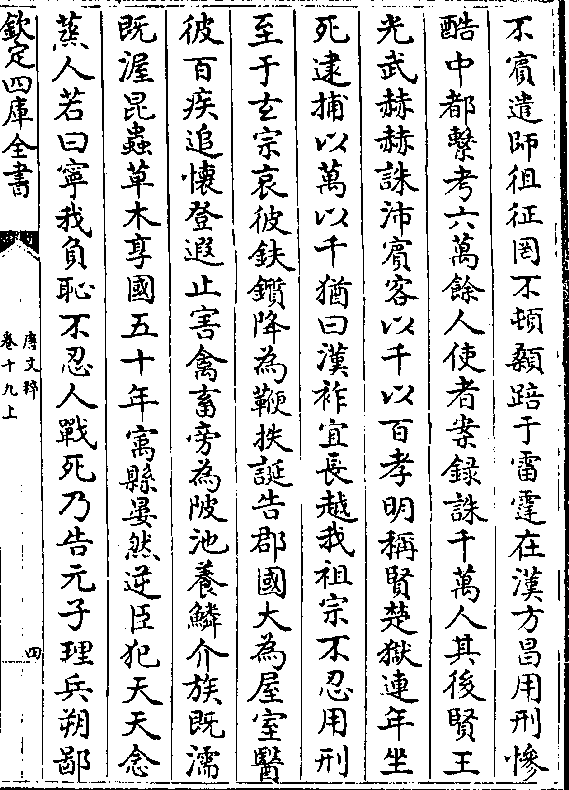 不賓遣師徂征罔不頓顙踣于雷霆在漢方昌用刑慘
酷中都繫考六萬餘人使者案録誅千萬人其後賢王
光武赫赫誅沛賓客以千以百孝明稱賢楚獄連年坐
死逮捕以萬以千猶曰漢祚宜長越我祖宗不忍用刑
至于玄宗哀彼鈇鑕降為鞭抶誕告郡國大為屋室醫
彼百疾追懷登遐止害禽畜旁為陂池養鱗介族既濡
既渥昆蟲草木享國五十年寓縣晏然逆臣犯天天念
蒸人若曰寧我負恥不忍人戰死乃告元子理兵朔鄙
欽定四庫全書
唐文粹
卷十九上
四